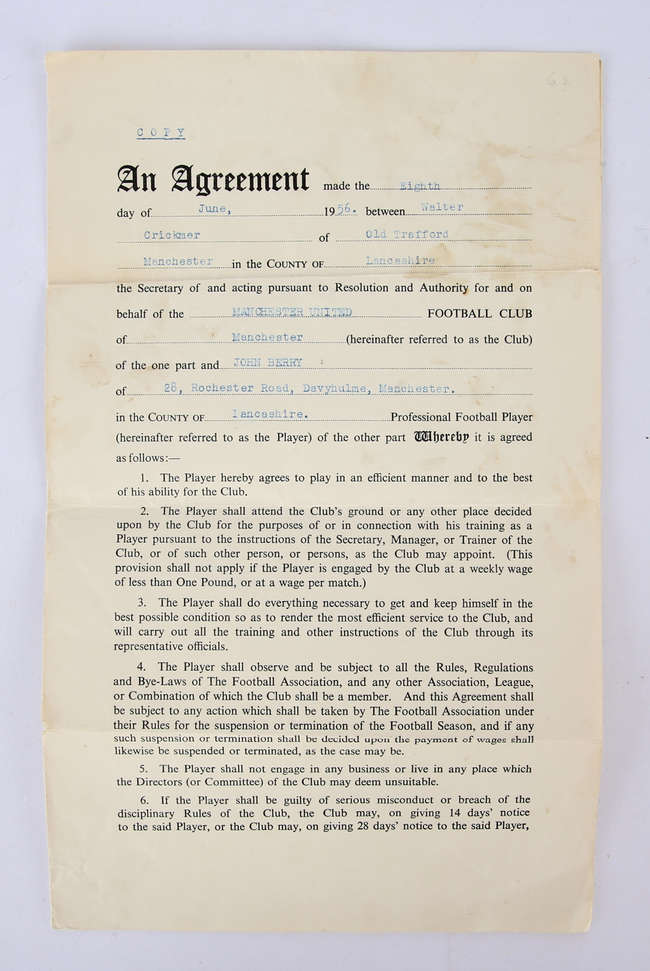 COPY
An Agreement made the Eighth
day of June, 1956. between Walter
Crickmer of Old Trafford
Manchester in the COUNTY OF Lancashire
the Secretary of and acting pursuant to Resolution and Authority for and on
behalf of the MANCHESTER UNITED FOOTBALL CLUB
of Manchester (hereinafter referred to as the Club)
of the one part and JOHN BERRY
of 28, Rochester Road, Davyhulme, Manchester.
in the COUNTY OF lancashire. Professional Football Player
(hereinafter referred to as the Player) of the other part Whereby it is agreed
as follows:—
1. The Player hereby agrees to play in an efficient manner and to the best
of his ability for the Club.
2. The Player shall attend the Club's ground or any other place decided
upon by the Club for the purposes of or in connection with his training as a
Player pursuant to the instructions of the Secretary, Manager, or Trainer of the
Club, or of such other person, or persons, as the Club may appoint. (This
provision shall not apply if the Player is engaged by the Club at a weekly wage
of less than One Pound, or at a wage per match.)
3. The Player shall do everything necessary to get and keep himself in the
best possible condition so as to render the most efficient service to the Club, and
will carry out all the training and other instructions of the Club through its
representative officials.
4. The Player shall observe and be subject to all the Rules, Regulations
and Bye-Laws of The Football Association, and any other Association, League,
or Combination of which the Club shall be a member. And this Agreement shall
be subject to any action which shall be taken by The Football Association under
their Rules for the suspension or termination of the Football Season, and if any
such suspension or termination shall be decided upon the payment of wages shall
likewise be suspended or terminated, as the case may be.
5. The Player shall not engage in any business or live in any place which
the Directors (or Committee) of the Club may deem unsuitable.
6. If the Player shall be guilty of serious misconduct or breach of the
disciplinary Rules of the Club, the Club may, on giving 14 days' notice
to the said Player, or the Club may, on giving 28 days' notice to the said Player,